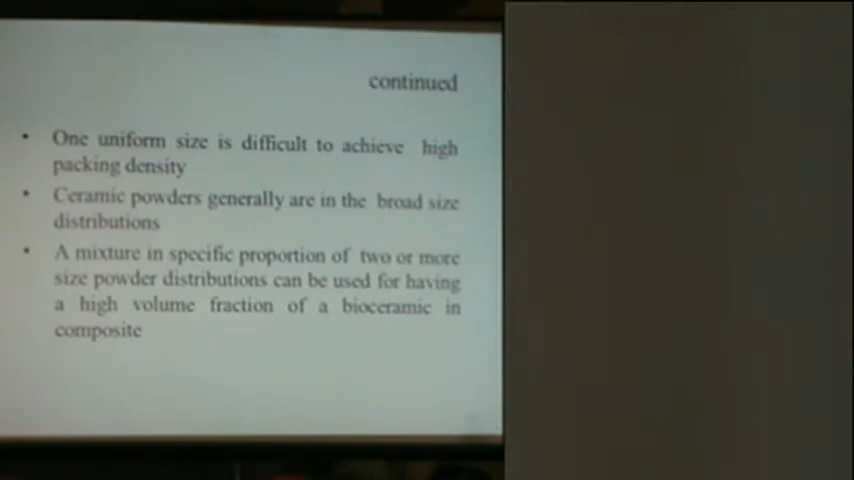 continued
• One uniform size is difficult to achieve high
packing density
• Ceramic powders generally are in the broad size
distributions
• A mixture in specific proportion of two or more
size powder distributions can be used for having
a high volume fraction of a bioceramic in
composite